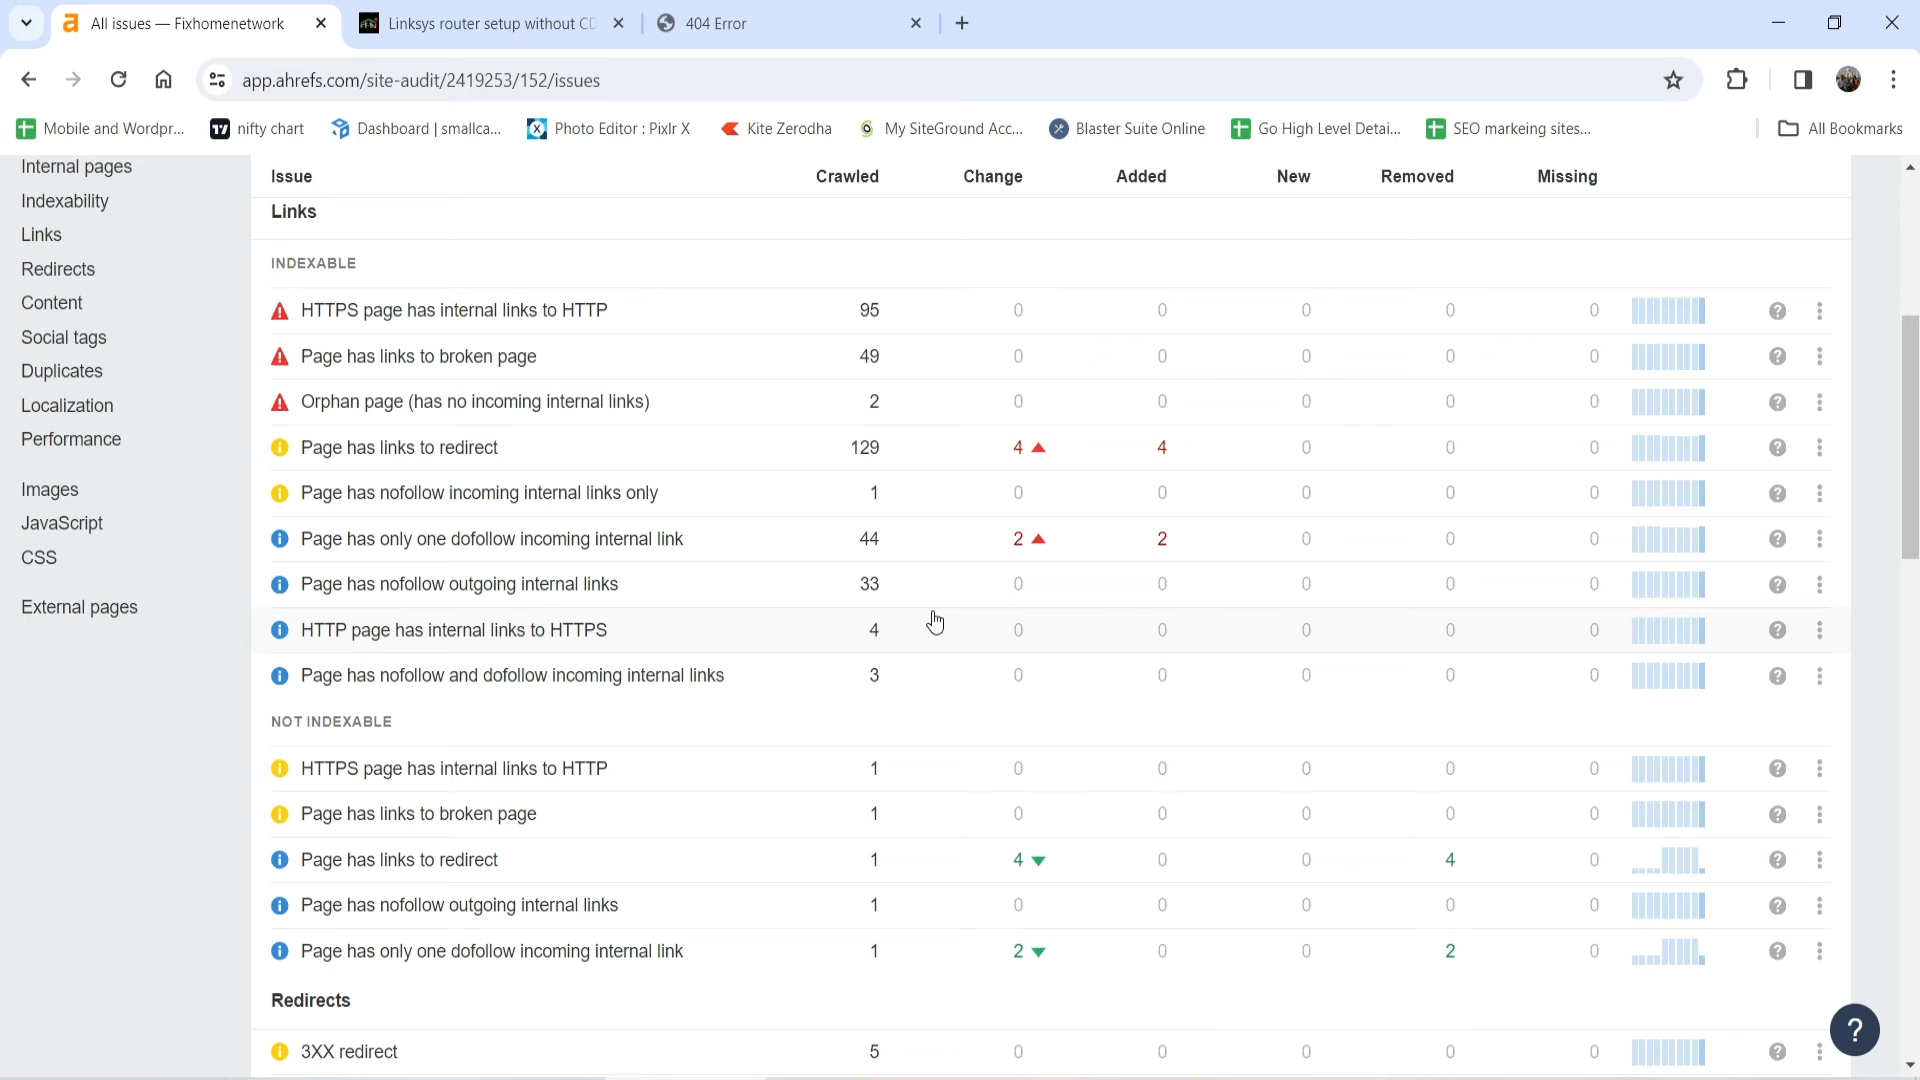 All issues — Fixhomenetwork
Linksys router setup without CD
404 Error
app.ahrefs.com/site-audit/2419253/152/issues
Mobile and Wordpr... nifty chart Dashboard | smallca... Photo Editor : Pixlr X Kite Zerodha My SiteGround Acc... Blaster Suite Online Go High Level Detai... SEO markeing sites... All Bookmarks
Internal pages
Indexability
Links
Redirects
Content
Social tags
Duplicates
Localization
Performance
Images
JavaScript
CSS
External pages
Issue Crawled Change Added New Removed Missing
Links
INDEXABLE
HTTPS page has internal links to HTTP 95 0 0 0 0 0
Page has links to broken page 49 0 0 0 0 0
Orphan page (has no incoming internal links) 2 0 0 0 0 0
Page has links to redirect 129 4 4 0 0 0
Page has nofollow incoming internal links only 1 0 0 0 0 0
Page has only one dofollow incoming internal link 44 2 2 0 0 0
Page has nofollow outgoing internal links 33 0 0 0 0 0
HTTP page has internal links to HTTPS 4 0 0 0 0 0
Page has nofollow and dofollow incoming internal links 3 0 0 0 0 0
NOT INDEXABLE
HTTPS page has internal links to HTTP 1 0 0 0 0 0
Page has links to broken page 1 0 0 0 0 0
Page has links to redirect 1 4 0 0 4 0
Page has nofollow outgoing internal links 1 0 0 0 0 0
Page has only one dofollow incoming internal link 1 2 0 0 2 0
Redirects
3XX redirect 5 0 0 0 0 0
?